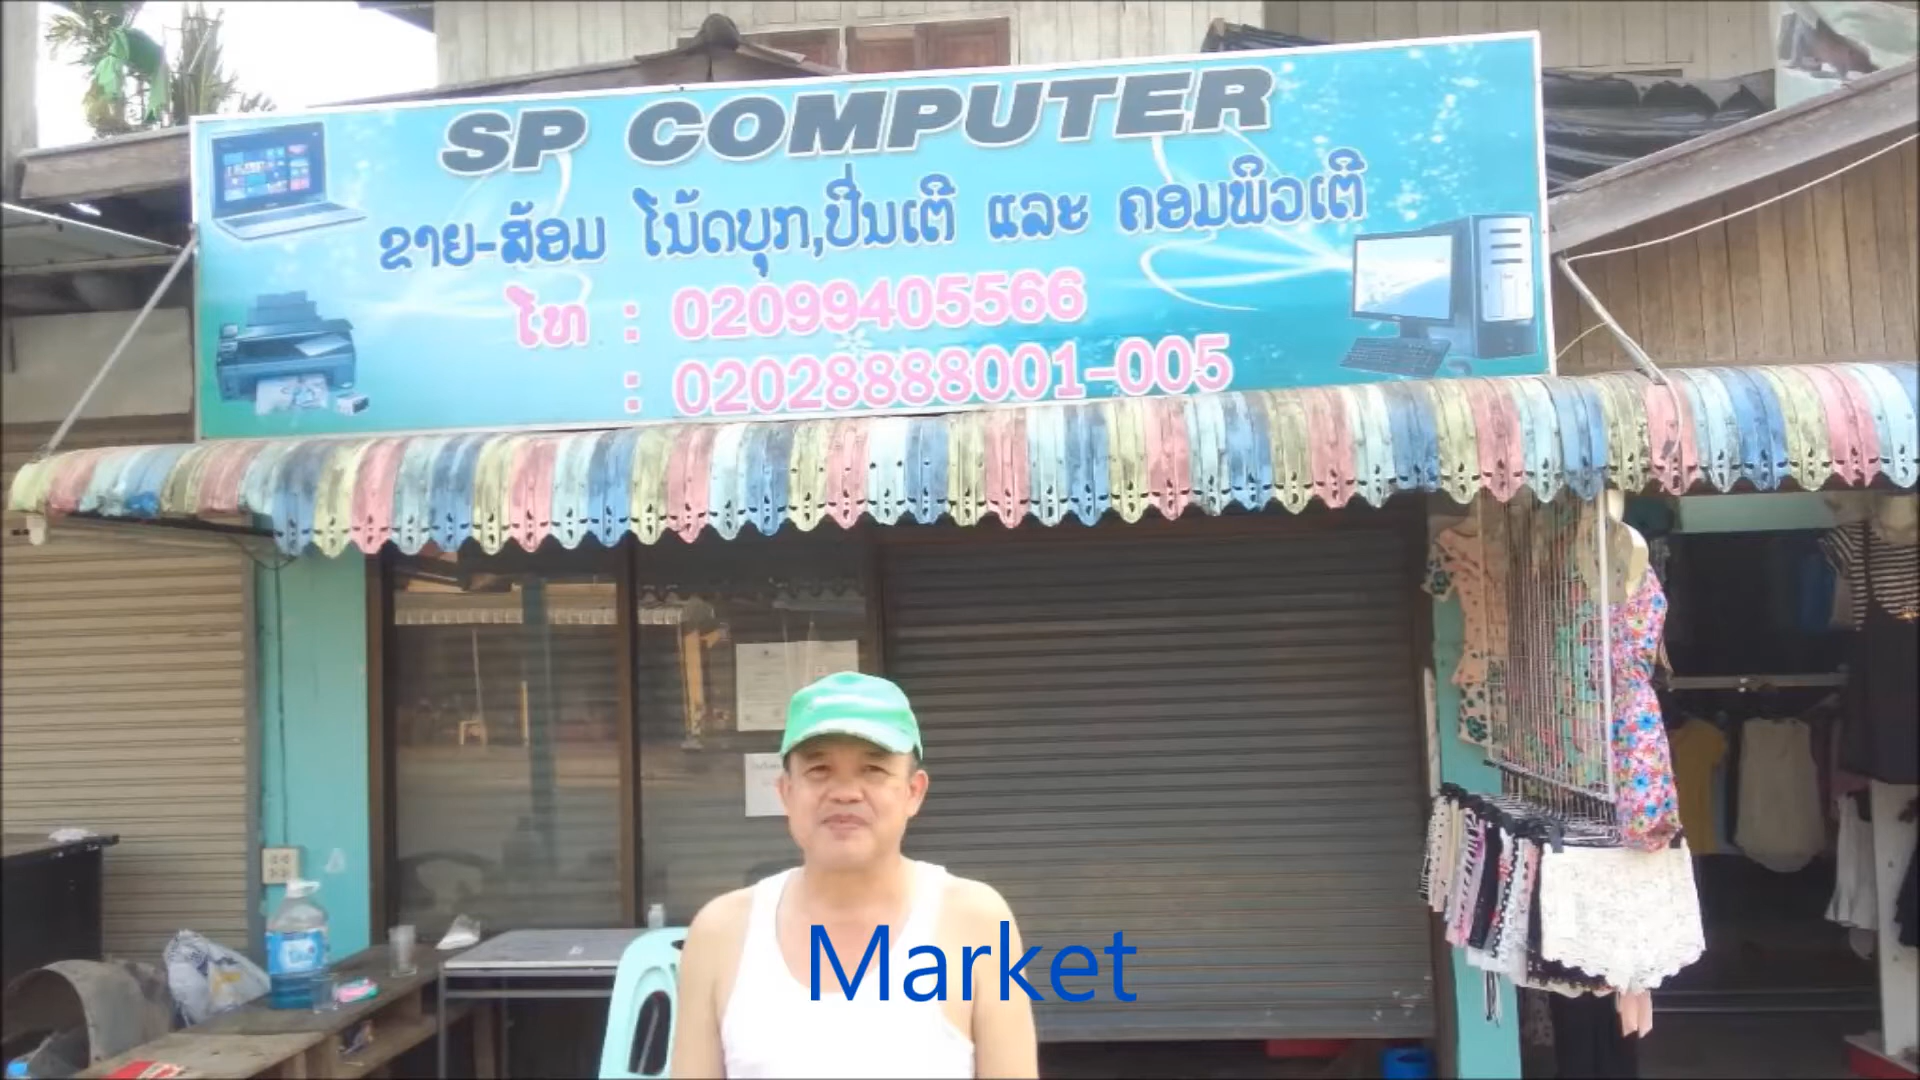 SP COMPUTER
ຂາຍ-ສ້ອມ ໂນ້ດບຸກ,ປິ່ນເຕີ ແລະ ຄອມພິວເຕີ
ໂທ : 02099405566
: 02028888001-005
Market